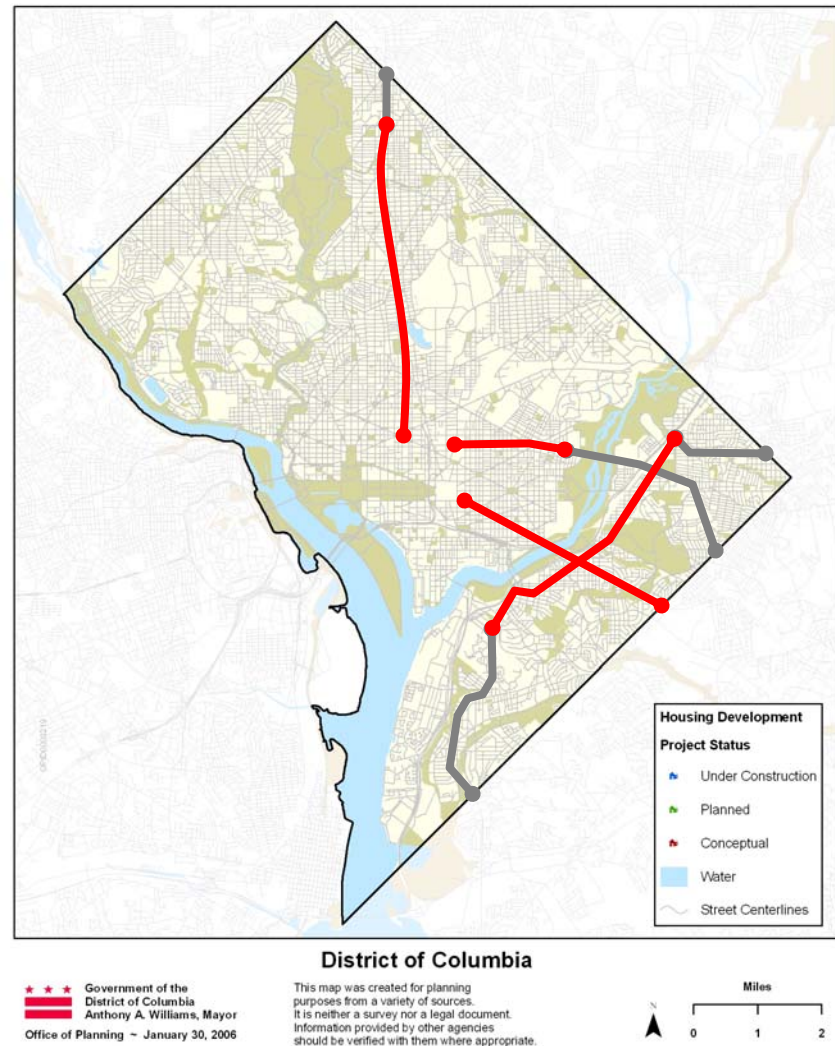 Housing Development
Project Status
Under Construction
Planned
Conceptual
Water
Street Centerlines
District of Columbia
Government of the
District of Columbia
Anthony A. Williams, Mayor
Office of Planning ~ January 30, 2006
This map was created for planning
purposes from a variety of sources.
It is neither a survey nor a legal document.
Information provided by other agencies
should be verified with them where appropriate.
N
Miles
0 1 2